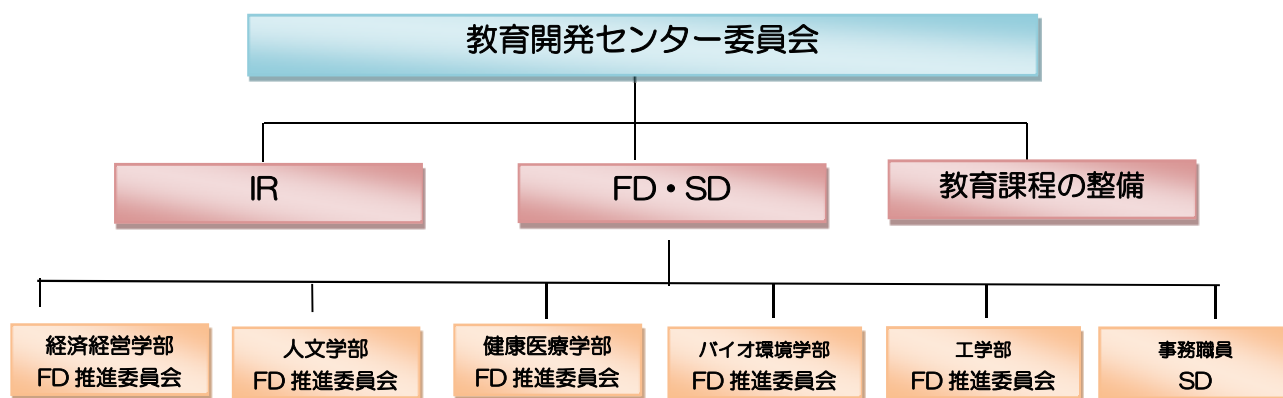 教育開発センター委員会
IR
FD・SD
教育課程の整備
経済経営学部
FD 推進委員会
人文学部
FD 推進委員会
健康医療学部
FD 推進委員会
バイオ環境学部
FD 推進委員会
工学部
FD 推進委員会
事務職員
SD